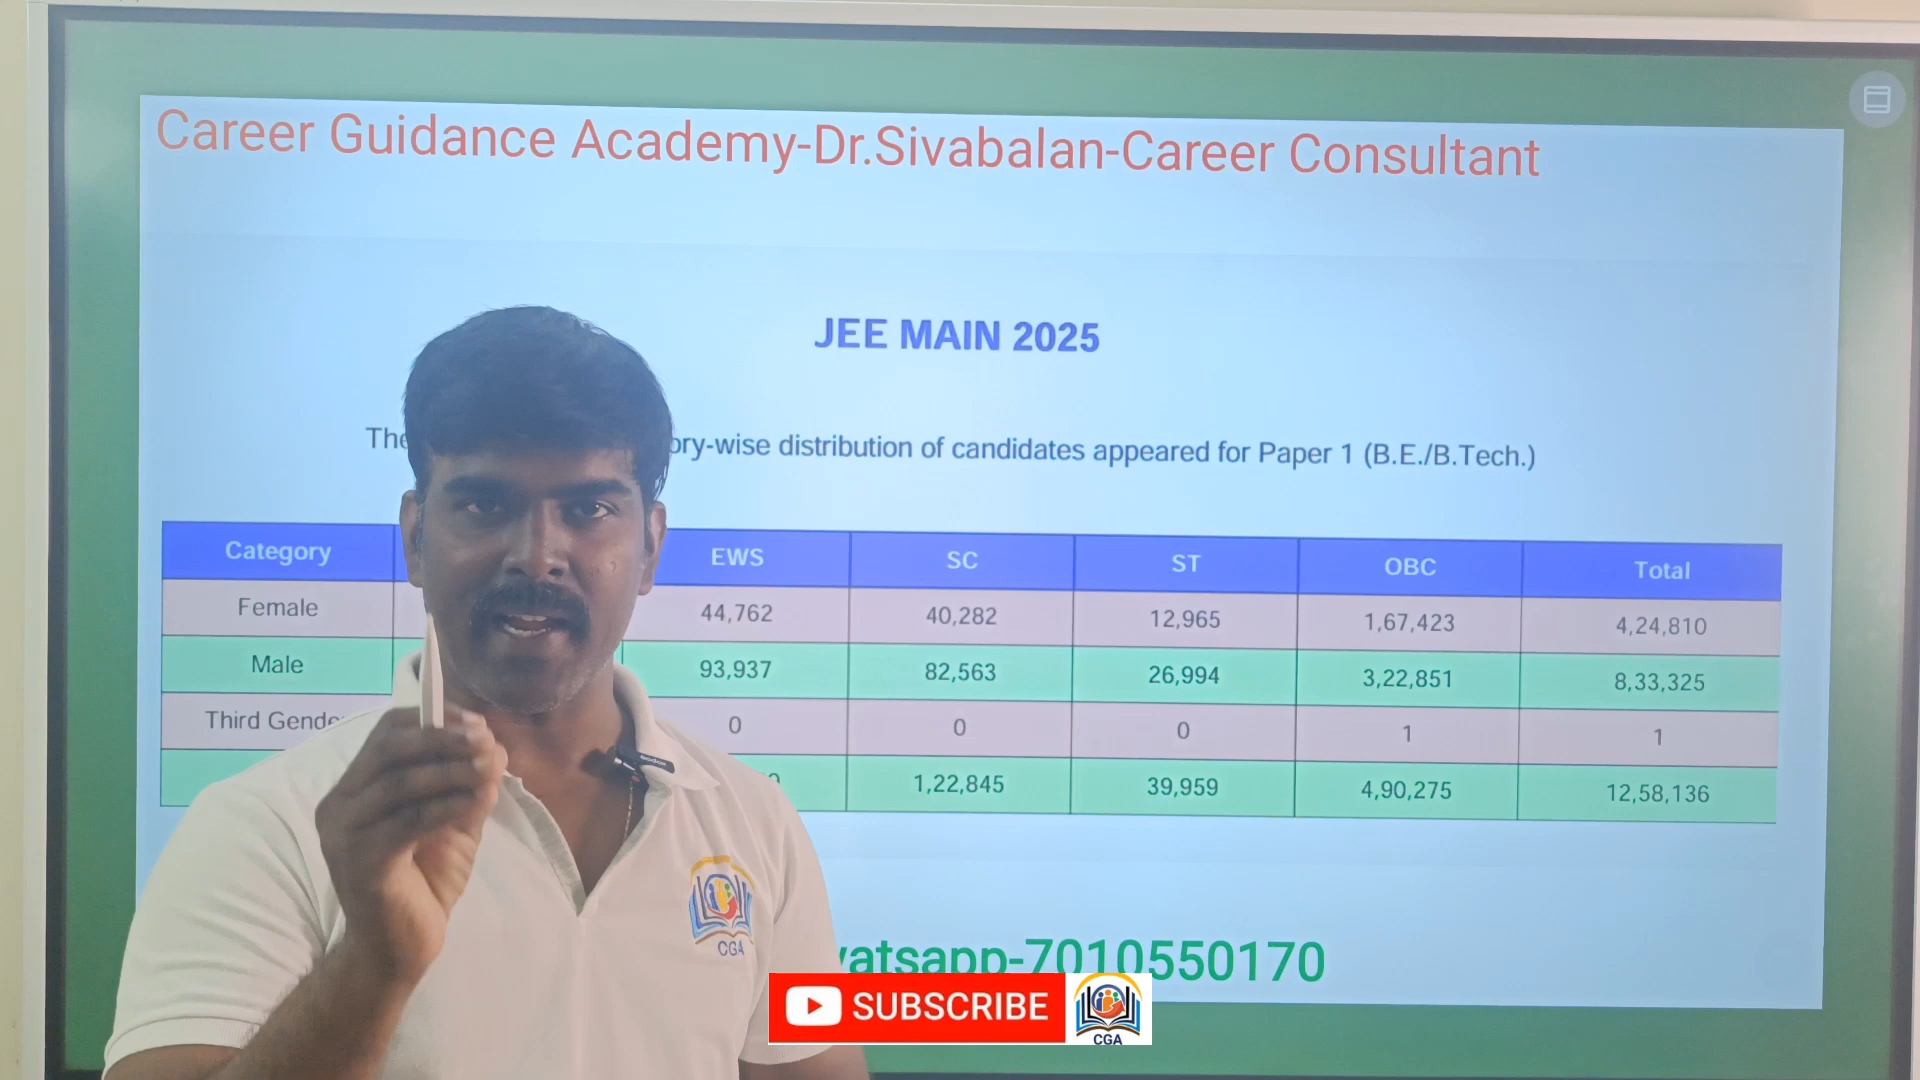 Career Guidance Academy-Dr.Sivabalan-Career Consultant
JEE MAIN 2025
ory-wise distribution of candidates appeared for Paper 1 (B.E./B.Tech.)
Category EWS SC ST OBC Total
Female 44,762 40,282 12,965 1,67,423 4,24,810
Male 93,937 82,563 26,994 3,22,851 8,33,325
Third Gende 0 0 0 1 1
1,22,845 39,959 4,90,275 12,58,136
atsapp-7010550170
CGA
SUBSCRIBE
CGA